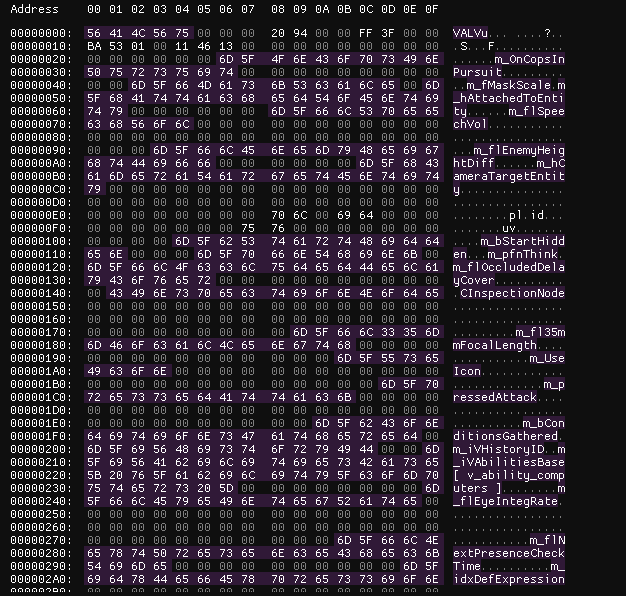 Address 00 01 02 03 04 05 06 07 08 09 0A 0B 0C 0D 0E 0F
00000000: 56 41 4C 56 75 00 00 00 20 94 00 00 FF 3F 00 00 VALVu... ....?..
00000010: BA 53 01 00 11 46 13 00 00 00 00 00 00 00 00 00 .S...F..........
00000020: 00 00 00 00 00 00 6D 5F 4F 6E 43 6F 70 73 49 6E ......m_OnCopsIn
00000030: 50 75 72 73 75 69 74 00 00 00 00 00 00 00 00 00 Pursuit.........
00000040: 00 00 6D 5F 66 4D 61 73 6B 53 63 61 6C 65 00 6D ..m_fMaskScale.m
00000050: 5F 68 41 74 74 61 63 68 65 64 54 6F 45 6E 74 69 _hAttachedToEnti
00000060: 74 79 00 00 00 00 00 00 6D 5F 66 6C 53 70 65 65 ty......m_flSpee
00000070: 63 68 56 6F 6C 00 00 00 00 00 00 00 00 00 00 00 chVol...........
00000080: 00 00 00 00 00 00 00 00 00 00 00 00 00 00 00 00 ................
00000090: 00 00 00 6D 5F 66 6C 45 6E 65 6D 79 48 65 69 67 ...m_flEnemyHeig
000000A0: 68 74 44 69 66 66 00 00 00 00 00 00 6D 5F 68 43 htDiff......m_hC
000000B0: 61 6D 65 72 61 54 61 72 67 65 74 45 6E 74 69 74 ameraTargetEntit
000000C0: 79 00 00 00 00 00 00 00 00 00 00 00 00 00 00 00 y...............
000000D0: 00 00 00 00 00 00 00 00 00 00 00 00 00 00 00 00 ................
000000E0: 00 00 00 00 00 00 00 00 70 6C 00 69 64 00 00 00 ........pl.id...
000000F0: 00 00 00 00 00 00 00 75 76 00 00 00 00 00 00 00 .......uv.......
00000100: 00 00 00 00 6D 5F 62 53 74 61 72 74 48 69 64 64 ....m_bStartHidd
00000110: 65 6E 00 00 00 6D 5F 70 66 6E 54 68 69 6E 6B 00 en...m_pfnThink.
00000120: 6D 5F 66 6C 4F 63 63 6C 75 64 65 64 44 65 6C 61 m_flOccludedDela
00000130: 79 43 6F 76 65 72 00 00 00 00 00 00 00 00 00 00 yCover..........
00000140: 00 43 49 6E 73 70 65 63 74 69 6F 6E 4E 6F 64 65 .CInspectionNode
00000150: 00 00 00 00 00 00 00 00 00 00 00 00 00 00 00 00 ................
00000160: 00 00 00 00 00 00 00 00 00 00 00 00 00 00 00 00 ................
00000170: 00 00 00 00 00 00 00 00 00 6D 5F 66 6C 33 35 6D .........m_fl35m
00000180: 6D 46 6F 63 61 6C 4C 65 6E 67 74 68 00 00 00 00 mFocalLength....
00000190: 00 00 00 00 00 00 00 00 00 00 00 6D 5F 55 73 65 ...........m_Use
000001A0: 49 63 6F 6E 00 00 00 00 00 00 00 00 00 00 00 00 Icon............
000001B0: 00 00 00 00 00 00 00 00 00 00 00 00 00 6D 5F 70 .............m_p
000001C0: 72 65 73 73 65 64 41 74 74 61 63 6B 00 00 00 00 ressedAttack....
000001D0: 00 00 00 00 00 00 00 00 00 00 00 00 00 00 00 00 ................
000001E0: 00 00 00 00 00 00 00 00 00 00 6D 5F 62 43 6F 6E ..........m_bCon
000001F0: 64 69 74 69 6F 6E 73 47 61 74 68 65 72 65 64 00 ditionsGathered.
00000200: 6D 5F 69 56 48 69 73 74 6F 72 79 49 44 00 00 6D m_iVHistoryID..m
00000210: 5F 69 56 41 62 69 6C 69 74 69 65 73 42 61 73 65 _iVAbilitiesBase
00000220: 5B 20 76 5F 61 62 69 6C 69 74 79 5F 63 6F 6D 70 [ v_ability_comp
00000230: 75 74 65 72 73 20 5D 00 00 00 00 00 00 00 00 6D uters ]........m
00000240: 5F 66 6C 45 79 65 49 6E 74 65 67 52 61 74 65 00 _flEyeIntegRate.
00000250: 00 00 00 00 00 00 00 00 00 00 00 00 00 00 00 00 ................
00000260: 00 00 00 00 00 00 00 00 00 00 00 00 00 00 00 00 ................
00000270: 00 00 00 00 00 00 00 00 00 00 00 6D 5F 66 6C 4E ...........m_flN
00000280: 65 78 74 50 72 65 73 65 6E 63 65 43 68 65 63 6B extPresenceCheck
00000290: 54 69 6D 65 00 00 00 00 00 00 00 00 00 00 6D 5F Time..........m_
000002A0: 69 64 78 44 65 66 45 78 70 72 65 73 73 69 6F 6E idxDefExpression